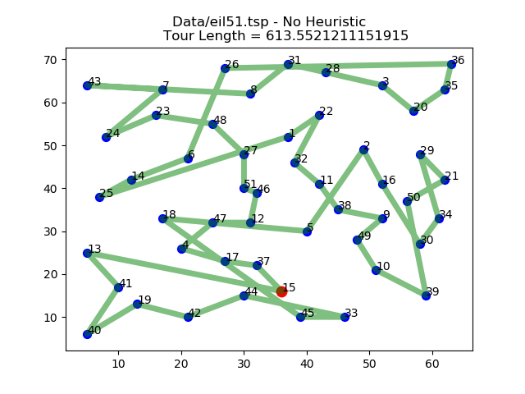 Data/eil51.tsp - No Heuristic
Tour Length = 613.5521211151915
70
60
50
40
30
20
10
10 20 30 40 50 60
26 31 36
28
43 7 8 3 35
20
23 22
48
24 1
27 2 29
6 32
14 51 46 11 16 21
25 50
38
18 47 12 9 34
5
4 49 30
13 17 37
10
41 15
44 39
19
42 45 33
40